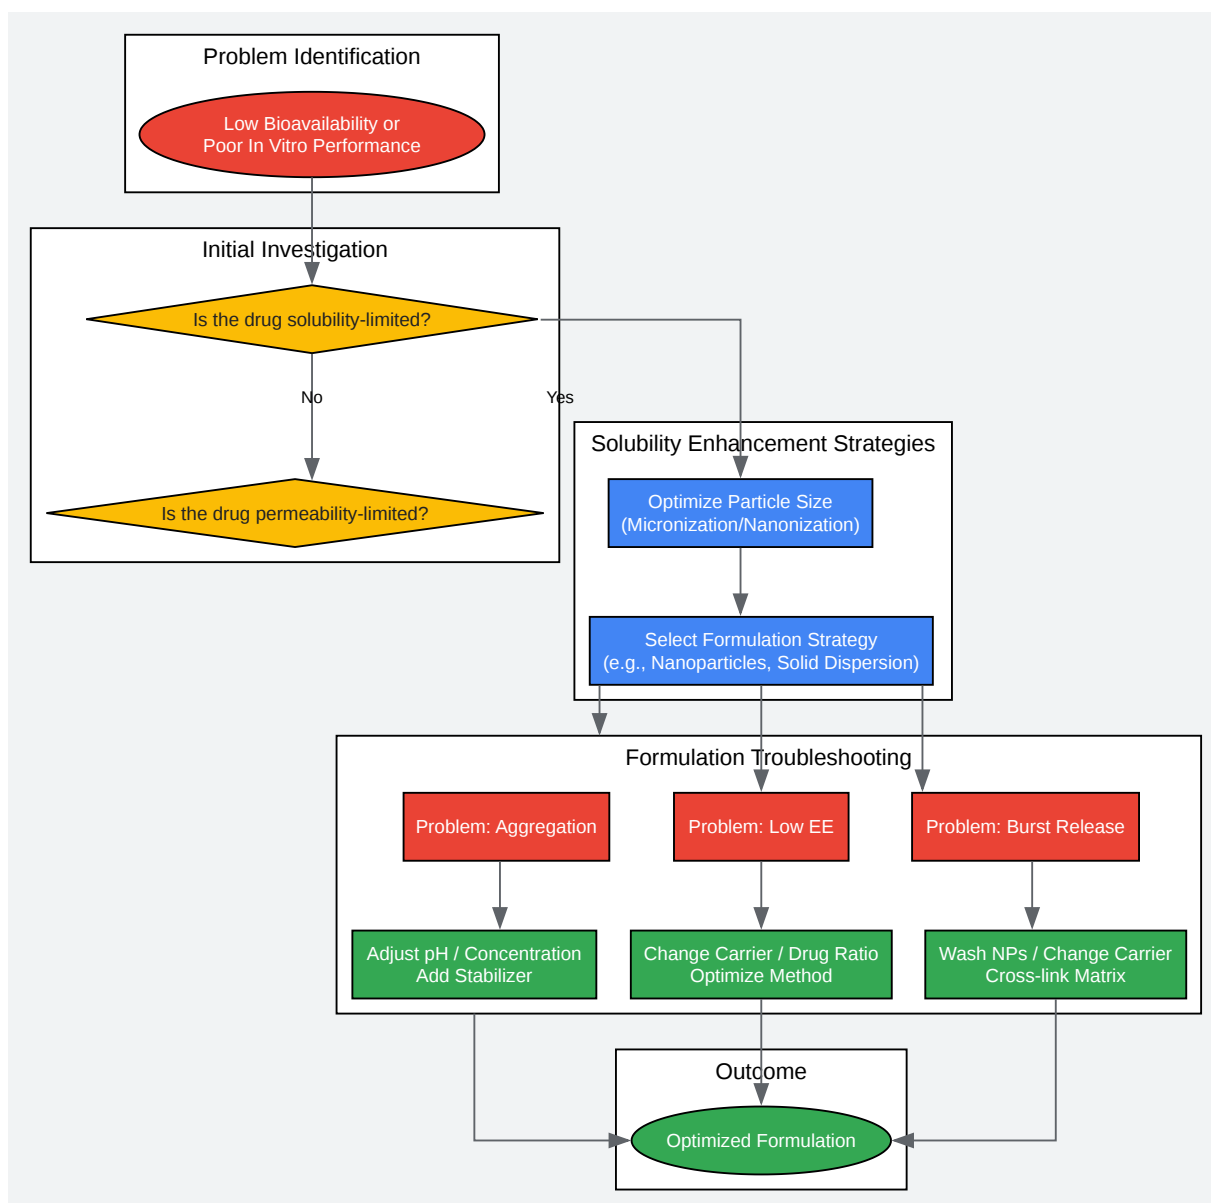 Problem Identification
Low Bioavailability or
Poor In Vitro Performance
Initial Investigation
Is the drug solubility-limited?
No
Yes
Is the drug permeability-limited?
Solubility Enhancement Strategies
Optimize Particle Size
(Micronization/Nanonization)
Select Formulation Strategy
(e.g., Nanoparticles, Solid Dispersion)
Formulation Troubleshooting
Problem: Aggregation
Problem: Low EE
Problem: Burst Release
Adjust pH / Concentration
Add Stabilizer
Change Carrier / Drug Ratio
Optimize Method
Wash NPs / Change Carrier
Cross-link Matrix
Outcome
Optimized Formulation